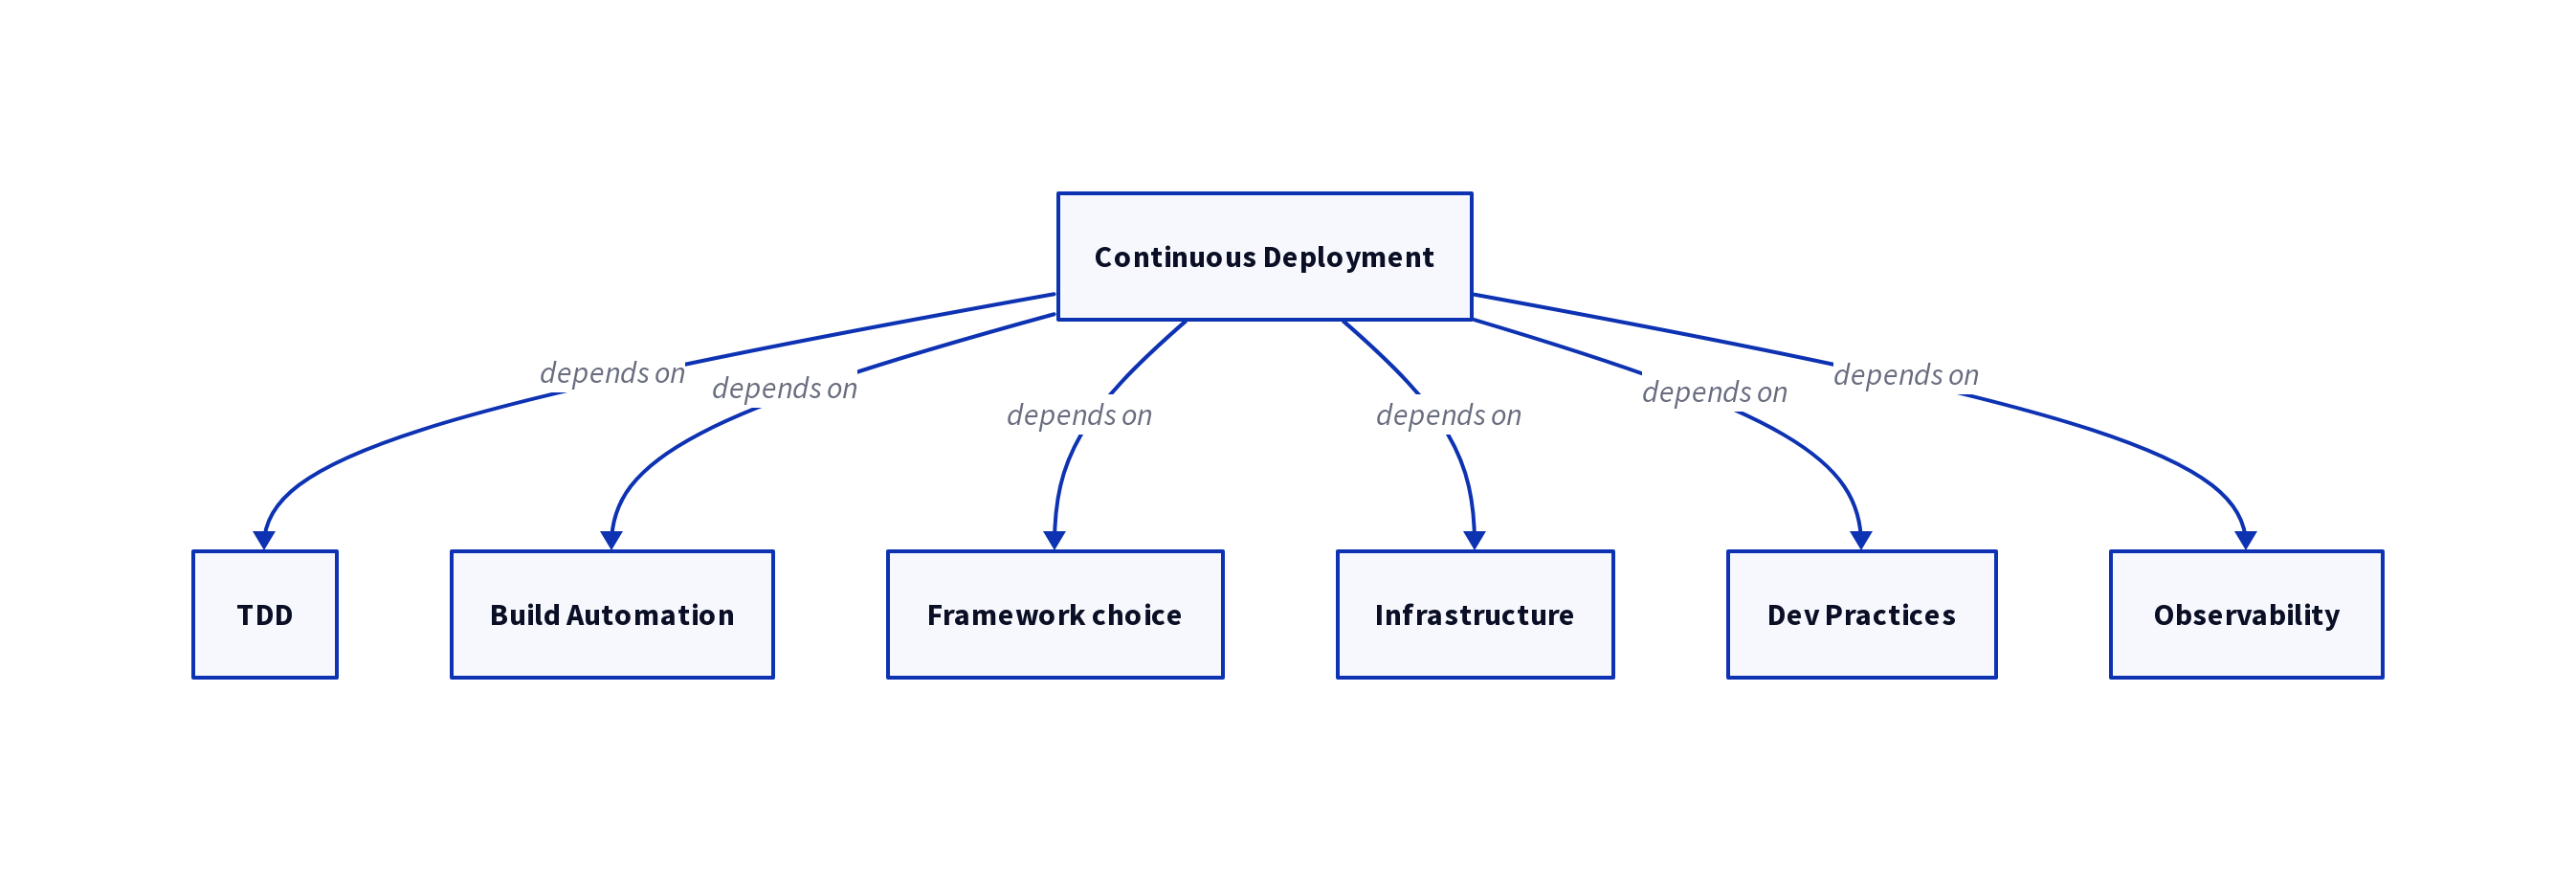 Continuous Deployment
depends on
depends on
depends on
depends on
depends on
depends on
TDD
Build Automation
Framework choice
Infrastructure
Dev Practices
Observability